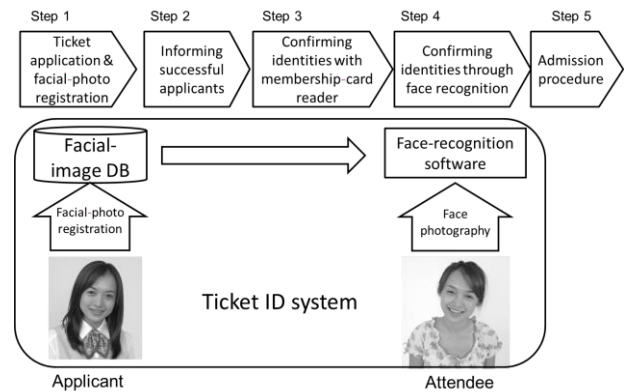 Step 1
Step 2
Step 3
Step 4
Step 5
Ticket
application &
facial-photo
registration
Informing
successful
applicants
Confirming
identities with
membership-card
reader
Confirming
identities through
face recognition
Admission
procedure
Facial-
image DB
Face-recognition
software
Facial-photo
registration
Face
photography
Ticket ID system
Applicant
Attendee